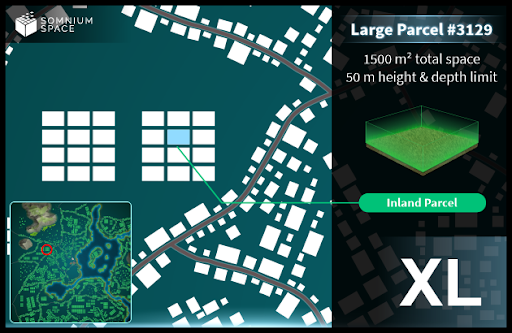 SOMNIUM
SPACE
Large Parcel #3129
1500 m² total space
50 m height & depth limit
Inland Parcel
XL